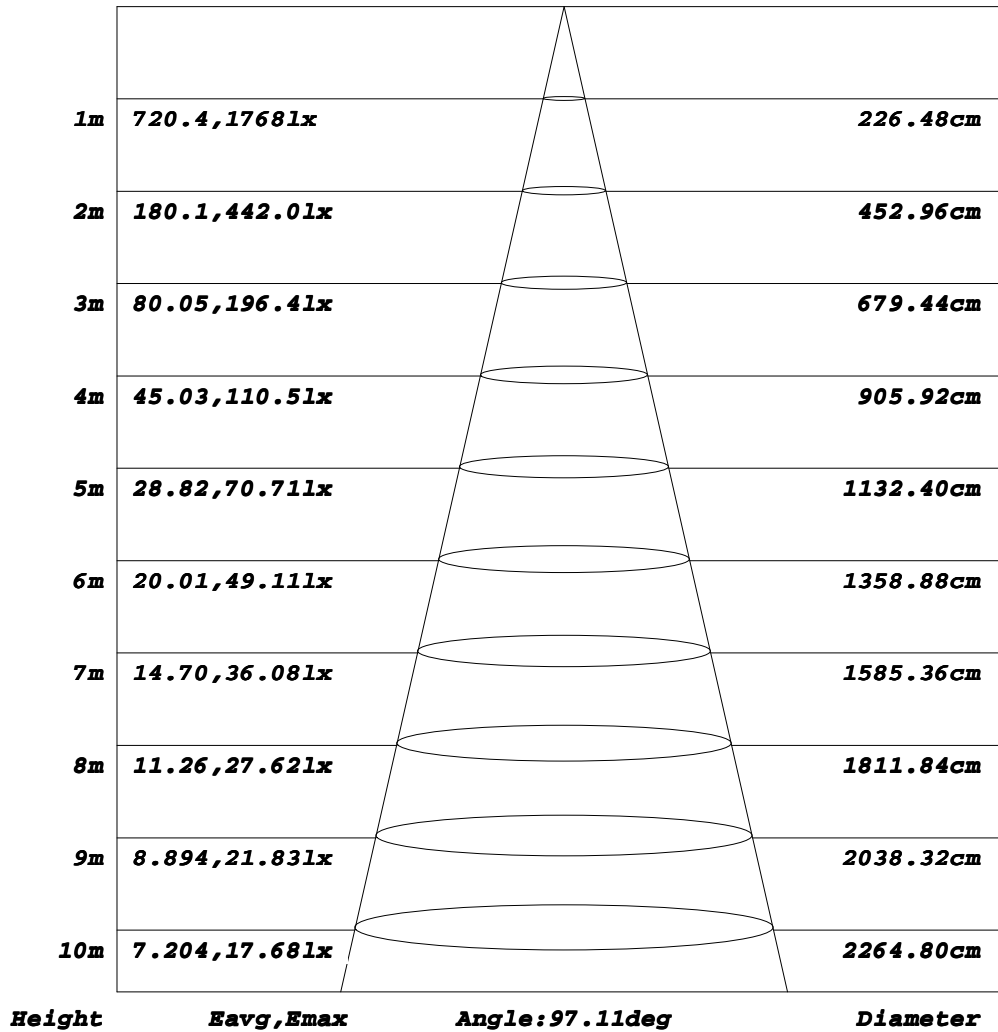 1m 720.4,1768lx 226.48cm
2m 180.1,442.0lx 452.96cm
3m 80.05,196.4lx 679.44cm
4m 45.03,110.5lx 905.92cm
5m 28.82,70.71lx 1132.40cm
6m 20.01,49.11lx 1358.88cm
7m 14.70,36.08lx 1585.36cm
8m 11.26,27.62lx 1811.84cm
9m 8.894,21.83lx 2038.32cm
10m 7.204,17.68lx 2264.80cm
Height Eavg,Emax Angle:97.11deg Diameter